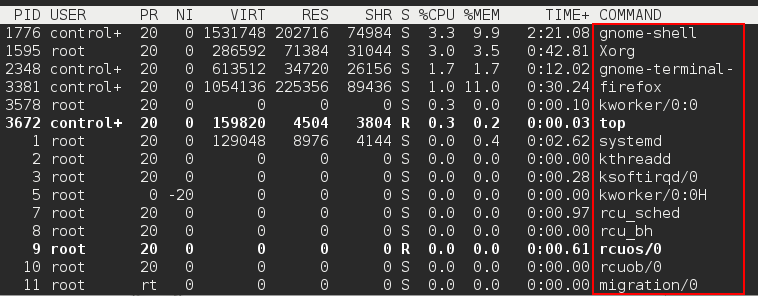 PID USER PR NI VIRT RES SHR S %CPU %MEM TIME+ COMMAND
1776 control+ 20 0 1531748 202716 74984 S 3.3 9.9 2:21.08 gnome-shell
1595 root 20 0 286592 71384 31044 S 3.0 3.5 0:42.81 Xorg
2348 control+ 20 0 613512 34720 26156 S 1.7 1.7 0:12.02 gnome-terminal-
3381 control+ 20 0 1054136 225356 89436 S 1.0 11.0 0:30.24 firefox
3578 root 20 0 0 0 0 S 0.3 0.0 0:00.10 kworker/0:0
3672 control+ 20 0 159820 4504 3804 R 0.3 0.2 0:00.03 top
1 root 20 0 129048 8976 4144 S 0.0 0.4 0:02.62 systemd
2 root 20 0 0 0 0 S 0.0 0.0 0:00.00 kthreadd
3 root 20 0 0 0 0 S 0.0 0.0 0:00.28 ksoftirqd/0
5 root 0 -20 0 0 0 S 0.0 0.0 0:00.00 kworker/0:0H
7 root 20 0 0 0 0 S 0.0 0.0 0:00.97 rcu_sched
8 root 20 0 0 0 0 S 0.0 0.0 0:00.00 rcu_bh
9 root 20 0 0 0 0 R 0.0 0.0 0:00.61 rcuos/0
10 root 20 0 0 0 0 S 0.0 0.0 0:00.00 rcuob/0
11 root rt 0 0 0 0 S 0.0 0.0 0:00.00 migration/0